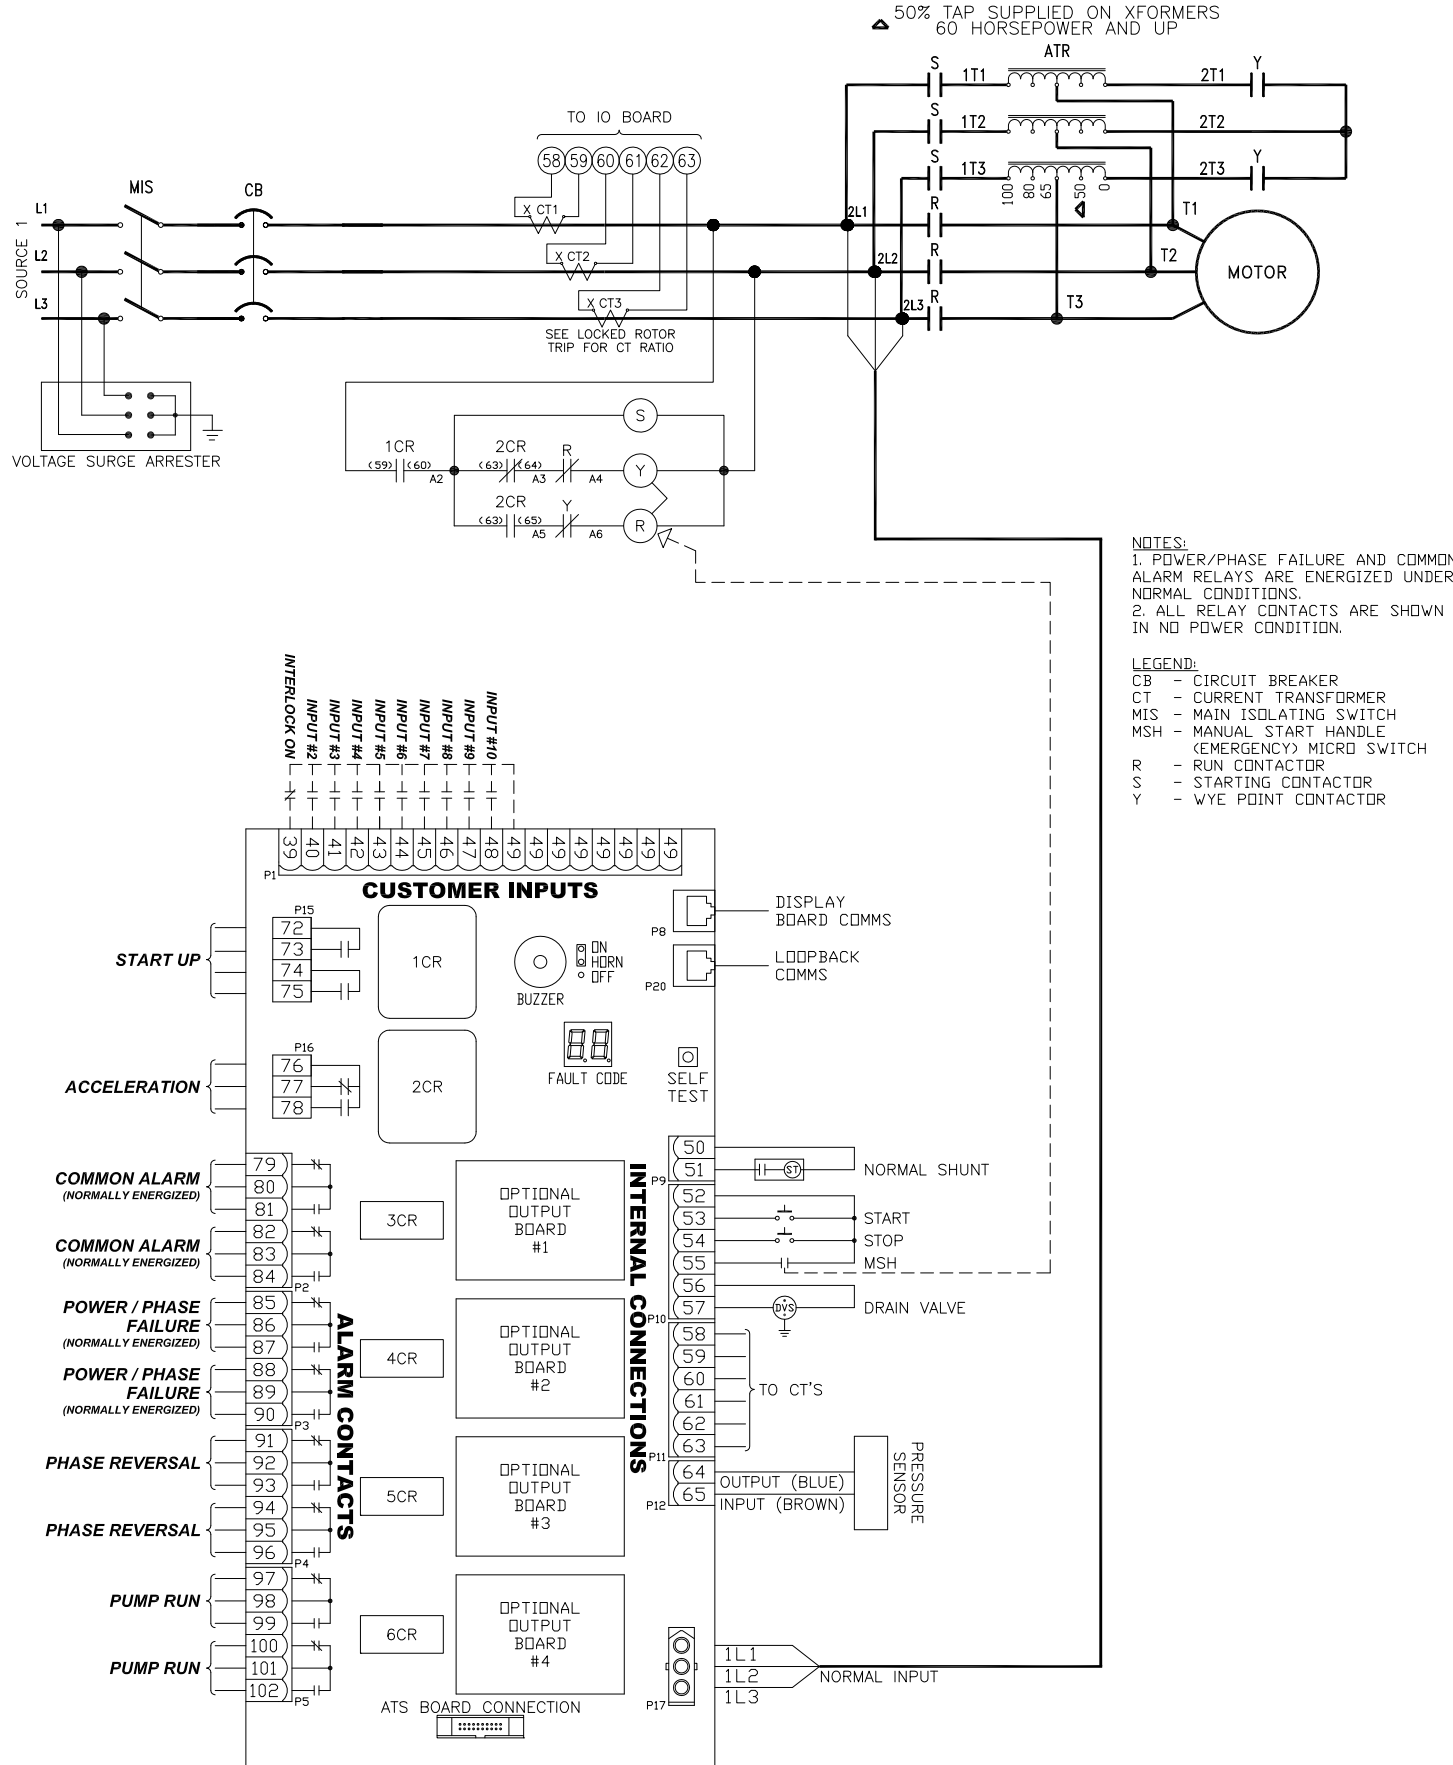 50% TAP SUPPLIED ON XFORMERS
60 HORSEPOWER AND UP
ATR
S
1T1
2T1
Y
S
1T2
2T2
S
1T3
2T3
Y
100
80
65
50
0
TO IO BOARD
58 59 60 61 62 63
MIS
CB
SOURCE 1
L1
L2
L3
X CT1
X CT2
X CT3
SEE LOCKED ROTOR
TRIP FOR CT RATIO
2L1
2L2
2L3
R
R
R
T1
T2
T3
MOTOR
VOLTAGE SURGE ARRESTER
S
1CR
(59) (60)
A2
2CR
(63) (64)
A3
R
A4
Y
2CR
(63) (65)
A5
Y
A6
R
NOTES:
1. POWER/PHASE FAILURE AND COMMON
ALARM RELAYS ARE ENERGIZED UNDER
NORMAL CONDITIONS.
2. ALL RELAY CONTACTS ARE SHOWN
IN NO POWER CONDITION.
LEGEND:
CB - CIRCUIT BREAKER
CT - CURRENT TRANSFORMER
MIS - MAIN ISOLATING SWITCH
MSH - MANUAL START HANDLE
(EMERGENCY) MICRO SWITCH
R - RUN CONTACTOR
S - STARTING CONTACTOR
Y - WYE POINT CONTACTOR
INTERLOCK ON
INPUT #2
INPUT #3
INPUT #4
INPUT #5
INPUT #6
INPUT #7
INPUT #8
INPUT #9
INPUT #10
39 40 41 42 43 44 45 46 47 48 49 49 49 49 49 49 49 49
P1
CUSTOMER INPUTS
START UP
P15
72
73
74
75
1CR
BUZZER
ON
HORN
OFF
P8
DISPLAY
BOARD COMMS
P20
LOOPBACK
COMMS
FAULT CODE
SELF
TEST
ACCELERATION
P16
76
77
78
2CR
COMMON ALARM
(NORMALLY ENERGIZED)
79
80
81
COMMON ALARM
(NORMALLY ENERGIZED)
82
83
84
P2
POWER / PHASE
FAILURE
(NORMALLY ENERGIZED)
85
86
87
POWER / PHASE
FAILURE
(NORMALLY ENERGIZED)
88
89
90
P3
PHASE REVERSAL
91
92
93
PHASE REVERSAL
94
95
96
P4
PUMP RUN
97
98
99
PUMP RUN
100
101
102
P5
ALARM CONTACTS
3CR
4CR
5CR
6CR
OPTIONAL
OUTPUT
BOARD
#1
OPTIONAL
OUTPUT
BOARD
#2
OPTIONAL
OUTPUT
BOARD
#3
OPTIONAL
OUTPUT
BOARD
#4
INTERNAL CONNECTIONS
50
51
P9
ST
NORMAL SHUNT
52
53
START
54
STOP
55
MSH
56
57
P10
DVS
DRAIN VALVE
58
59
60
61
62
63
P11
TO CT'S
64
65
P12
OUTPUT (BLUE)
INPUT (BROWN)
PRESSURE
SENSOR
P17
1L1
1L2
1L3
NORMAL INPUT
ATS BOARD CONNECTION